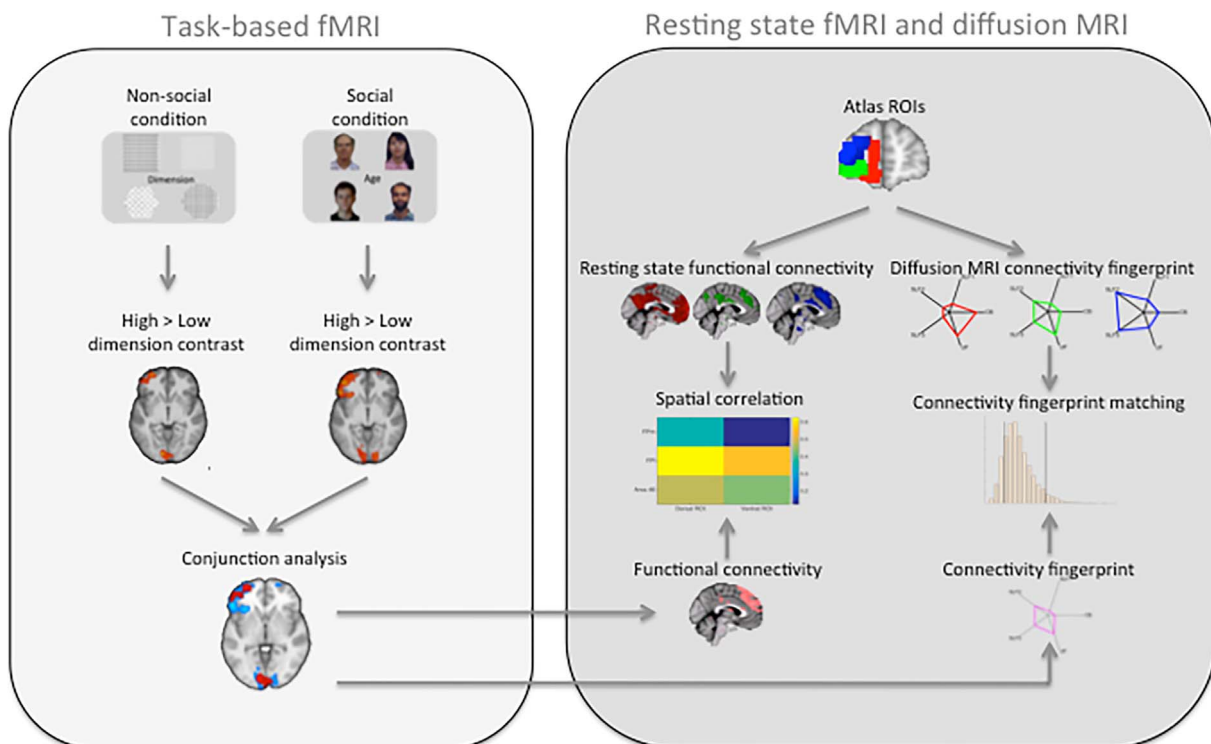 Task-based fMRI
Resting state fMRI and diffusion MRI
Non-social
condition
Social
condition
Dimension
Age
High > Low
dimension contrast
High > Low
dimension contrast
Conjunction analysis
Atlas ROIs
Resting state functional connectivity
Diffusion MRI connectivity fingerprint
Spatial correlation
Connectivity fingerprint matching
Functional connectivity
Connectivity fingerprint